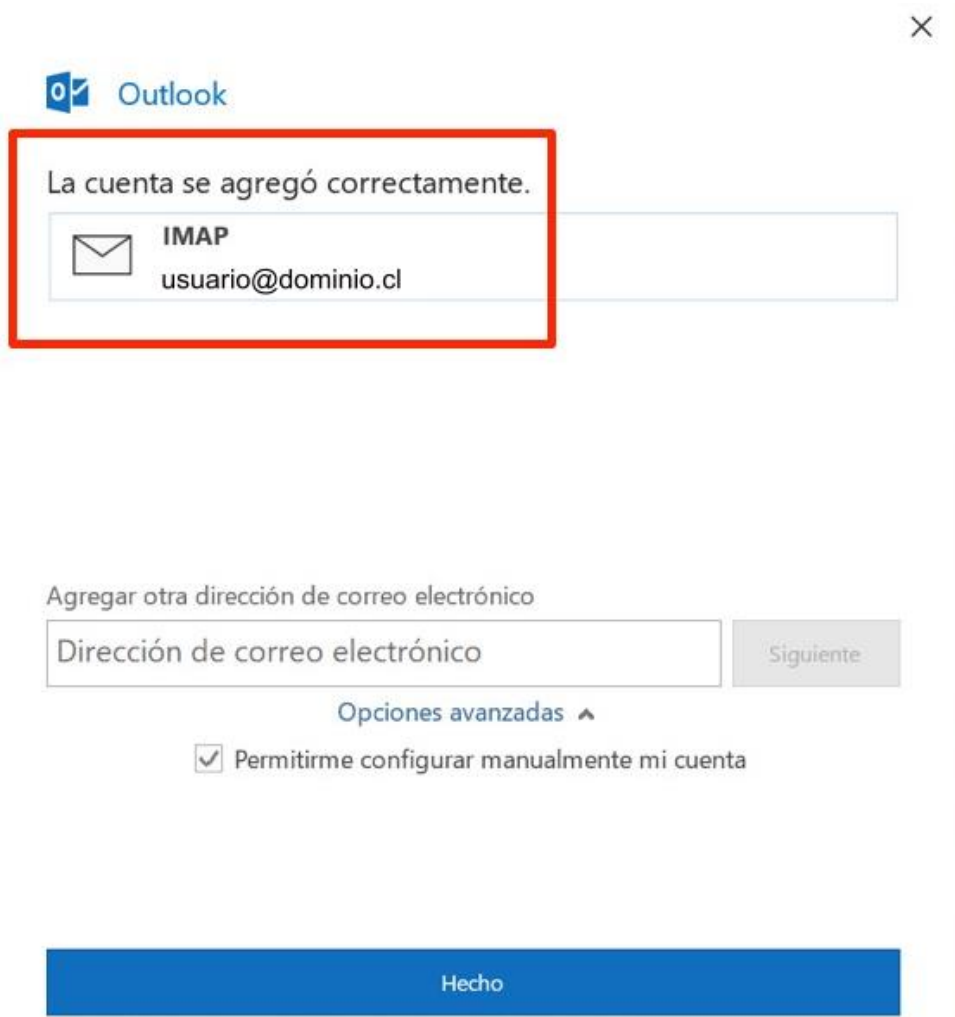 Outlook
La cuenta se agregó correctamente.
IMAP
usuario@dominio.cl
Agregar otra dirección de correo electrónico
Dirección de correo electrónico
Siguiente
Opciones avanzadas
Permitirme configurar manualmente mi cuenta
Hecho